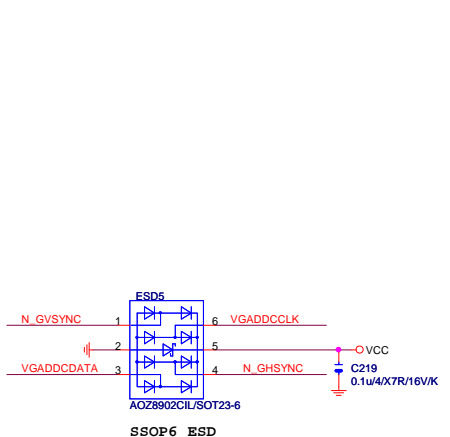 ESD5
N_GVSYNC 1 6 VGADDCCLK
2 5 VCC
VGADDCDATA 3 4 N_GHSYNC
C219
0.1u/4/X7R/16V/K
AOZ8902CIL/SOT23-6
SSOP6 ESD